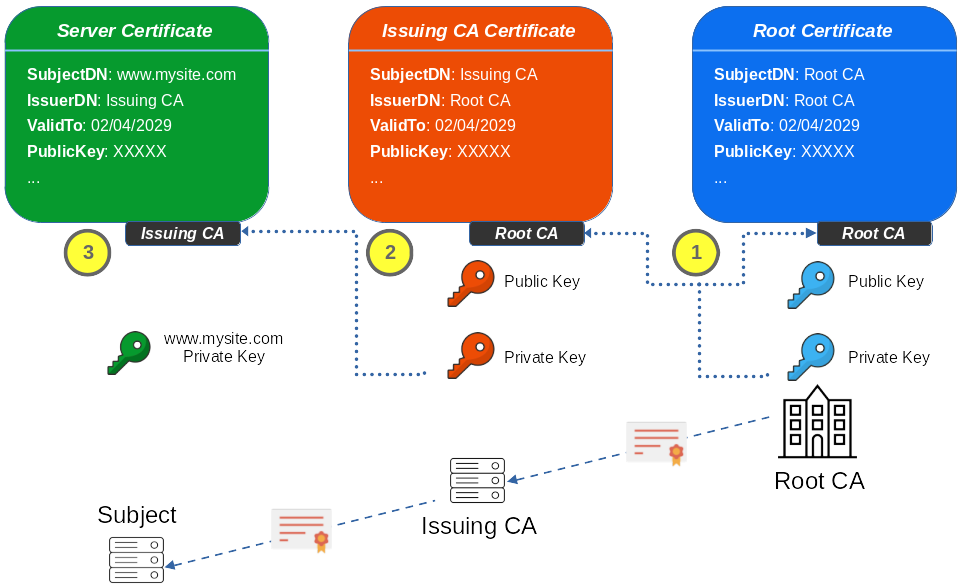 Server Certificate
SubjectDN: www.mysite.com
IssuerDN: Issuing CA
ValidTo: 02/04/2029
PublicKey: XXXXX
...
Issuing CA
3
www.mysite.com
Private Key
Issuing CA Certificate
SubjectDN: Issuing CA
IssuerDN: Root CA
ValidTo: 02/04/2029
PublicKey: XXXXX
...
Root CA
2
Public Key
Private Key
Root Certificate
SubjectDN: Root CA
IssuerDN: Root CA
ValidTo: 02/04/2029
PublicKey: XXXXX
...
Root CA
1
Public Key
Private Key
Root CA
Issuing CA
Subject